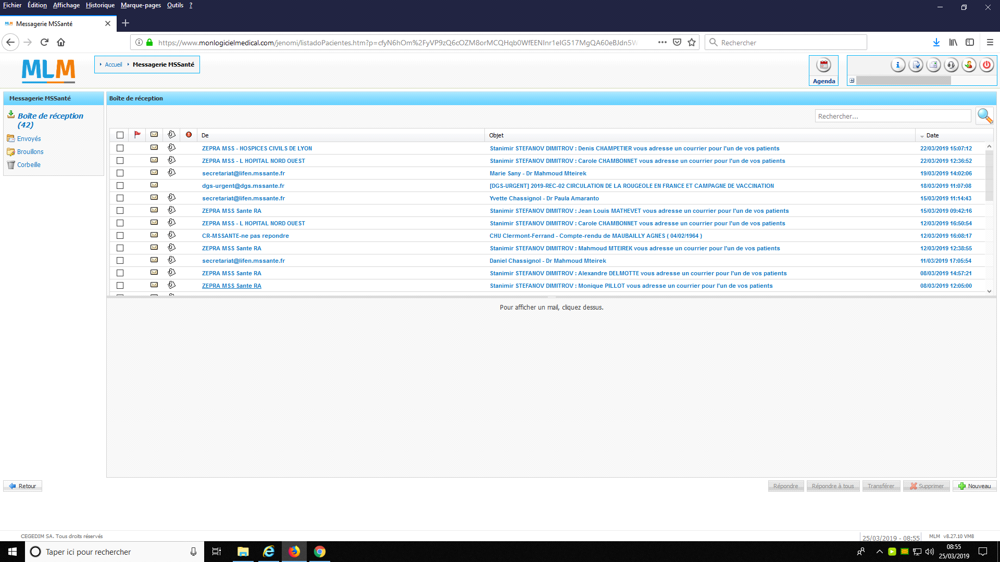 Fichier Édition Affichage Historique Marque-pages Outils ?
MLM Messagerie MSSanté
https://www.monlogicielmedical.com/jenomi/listadoPacientes.htm?p=cfyN6hOm%2FyVP9zQ6cOZM8orMCQHqb0WfEENInr1eIG517MgQA60eBJdn5W
Rechercher
MLM
Accueil Messagerie MSSanté
Agenda
Messagerie MSSanté
Boîte de réception
(42)
Envoyés
Brouillons
Corbeille
Boîte de réception
Rechercher...
De Objet Date
ZEPRA MSS - HOSPICES CIVILS DE LYON Stanimir STEFANOV DIMITROV : Denis CHAMPETIER vous adresse un courrier pour l'un de vos patients 22/03/2019 15:07:12
ZEPRA MSS - L HOPITAL NORD OUEST Stanimir STEFANOV DIMITROV : Carole CHAMBONNET vous adresse un courrier pour l'un de vos patients 22/03/2019 12:36:52
secretariat@lifen.mssante.fr Marie Sany - Dr Mahmoud Mteirek 19/03/2019 14:02:06
dgs-urgent@dgs.mssante.fr [DGS-URGENT] 2019-REC-02 CIRCULATION DE LA ROUGEOLE EN FRANCE ET CAMPAGNE DE VACCINATION 18/03/2019 11:07:08
secretariat@lifen.mssante.fr Yvette Chassignol - Dr Paula Amaranto 15/03/2019 11:14:43
ZEPRA MSS Sante RA Stanimir STEFANOV DIMITROV : Jean Louis MATHEVET vous adresse un courrier pour l'un de vos patients 15/03/2019 09:42:16
ZEPRA MSS - L HOPITAL NORD OUEST Stanimir STEFANOV DIMITROV : Carole CHAMBONNET vous adresse un courrier pour l'un de vos patients 12/03/2019 16:50:54
CR-MSSANTE-ne pas repondre CHU Clermont-Ferrand - Compte-rendu de MAUBAILLY AGNES ( 04/02/1964 ) 12/03/2019 16:08:17
ZEPRA MSS Sante RA Stanimir STEFANOV DIMITROV : Mahmoud MTEIREK vous adresse un courrier pour l'un de vos patients 12/03/2019 12:38:55
secretariat@lifen.mssante.fr Daniel Chassignol - Dr Mahmoud Mteirek 11/03/2019 17:05:54
ZEPRA MSS Sante RA Stanimir STEFANOV DIMITROV : Alexandre DELMOTTE vous adresse un courrier pour l'un de vos patients 08/03/2019 14:57:21
ZEPRA MSS Sante RA Stanimir STEFANOV DIMITROV : Monique PILLOT vous adresse un courrier pour l'un de vos patients 08/03/2019 12:05:00
Pour afficher un mail, cliquez dessus.
Retour Répondre Répondre à tous Transférer Supprimer Nouveau
CEGEDIM SA. Tous droits réservés 25/03/2019 - 08:55 MLM v8.27.10 VM8
Taper ici pour rechercher
08:55
25/03/2019